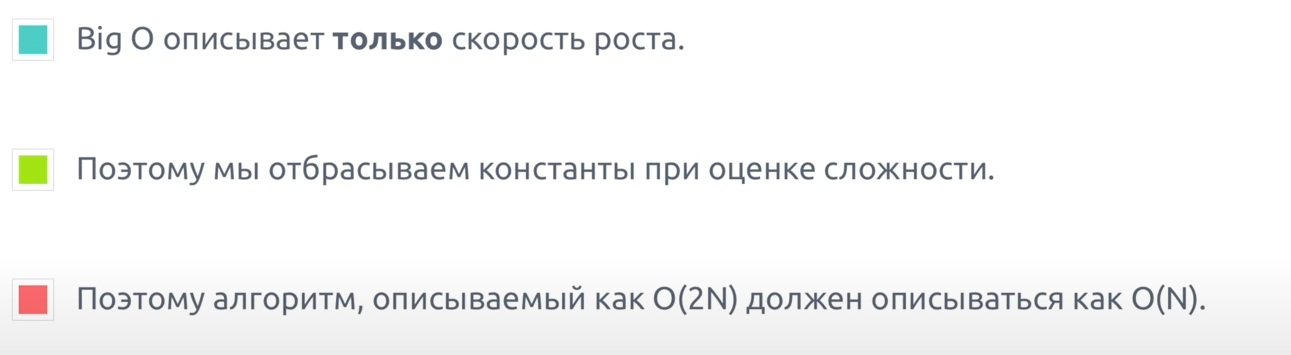 Big O описывает только скорость роста.
Поэтому мы отбрасываем константы при оценке сложности.
Поэтому алгоритм, описываемый как O(2N) должен описываться как O(N).